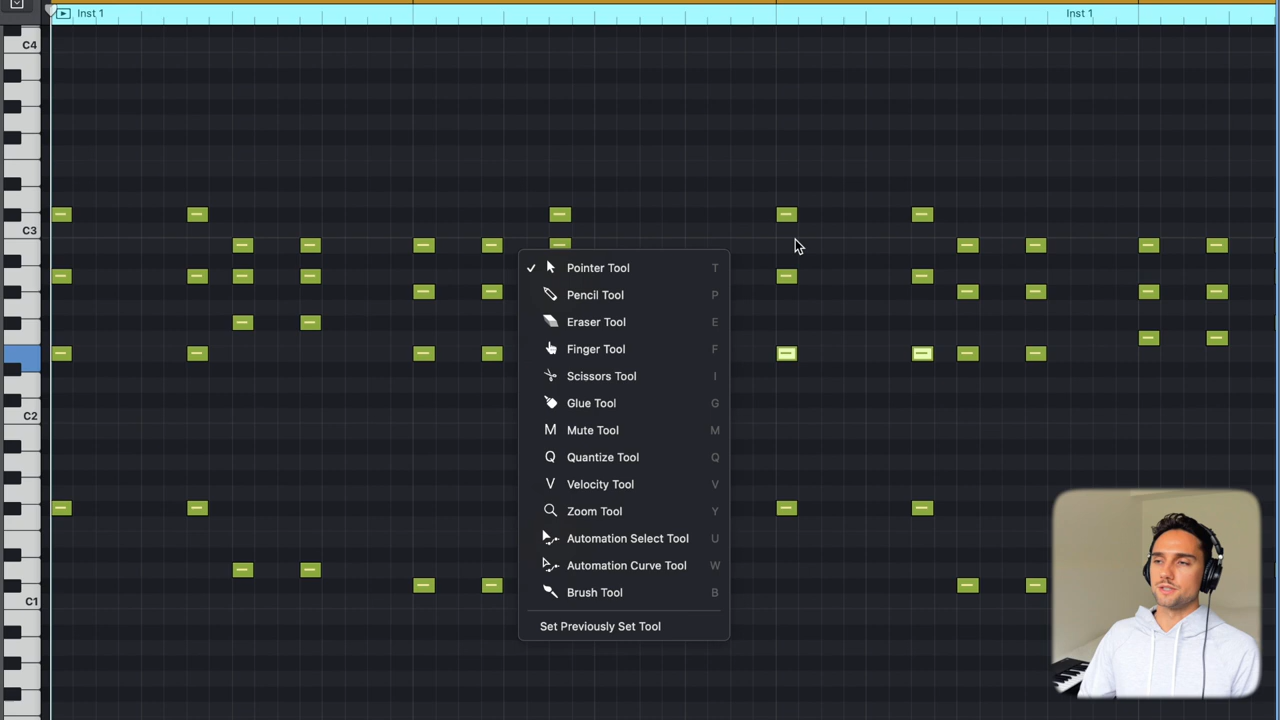 Inst 1
Inst 1
C4
C3
C2
C1
Pointer Tool T
Pencil Tool P
Eraser Tool E
Finger Tool F
Scissors Tool I
Glue Tool G
M Mute Tool M
Q Quantize Tool Q
V Velocity Tool V
Zoom Tool Y
Automation Select Tool U
Automation Curve Tool W
Brush Tool B
Set Previously Set Tool